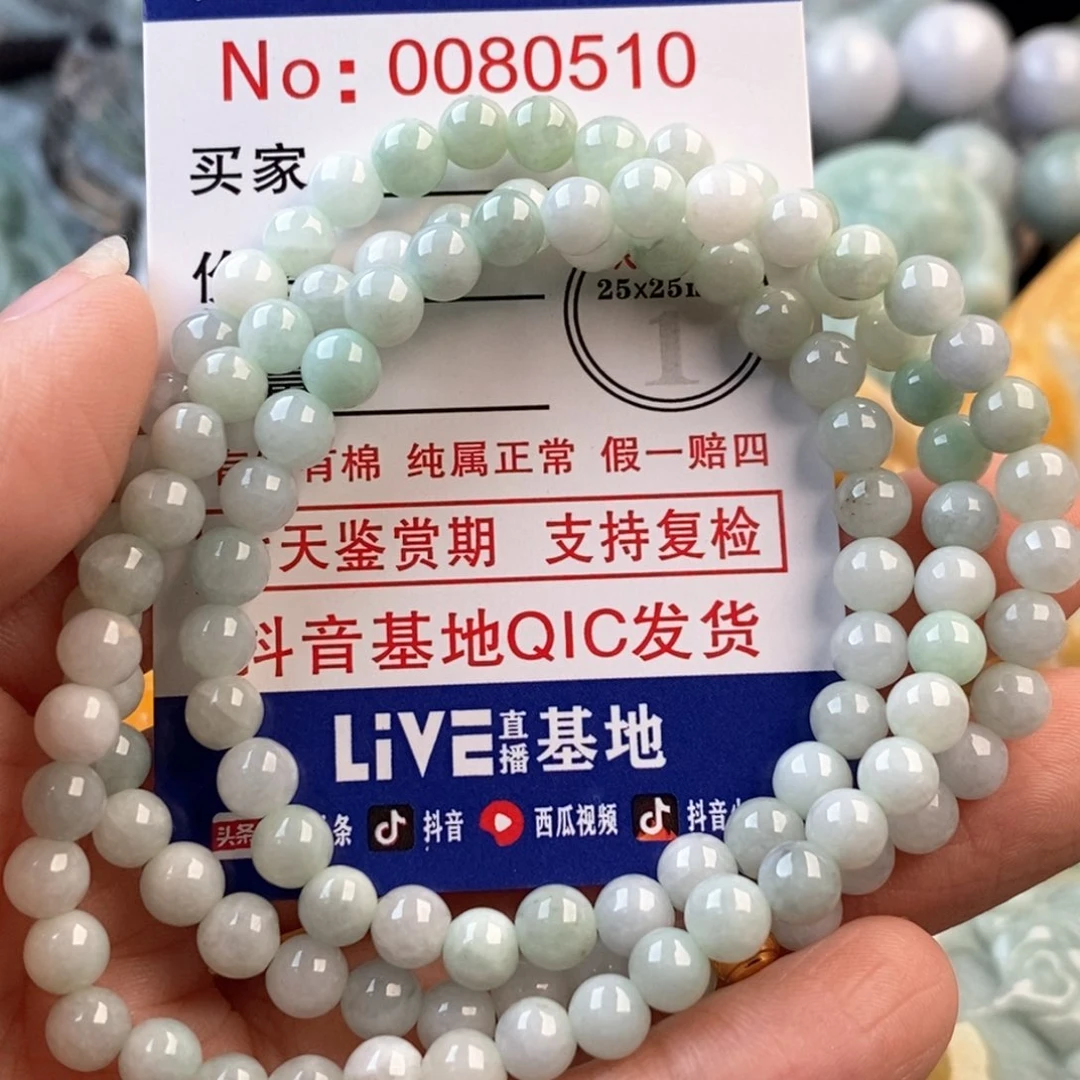 No: 0080510
买家
25x25
1
有棉 纯属正常 假一赔四
天鉴赏期 支持复检
抖音基地QIC发货
LiVE直播基地
头条 条 抖音 西瓜视频 抖音